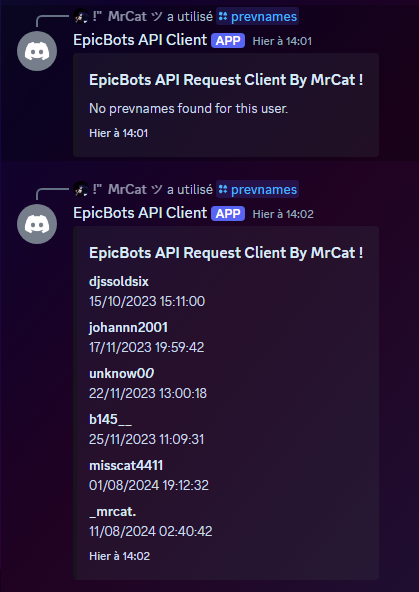 !" MrCat ツ a utilisé prevnames
EpicBots API Client APP Hier à 14:01
EpicBots API Request Client By MrCat !
No prevnames found for this user.
Hier à 14:01
!" MrCat ツ a utilisé prevnames
EpicBots API Client APP Hier à 14:02
EpicBots API Request Client By MrCat !
djssoldsix
15/10/2023 15:11:00
johannn2001
17/11/2023 19:59:42
unknow00
22/11/2023 13:00:18
b145__
25/11/2023 11:09:31
misscat4411
01/08/2024 19:12:32
_mrcat.
11/08/2024 02:40:42
Hier à 14:02